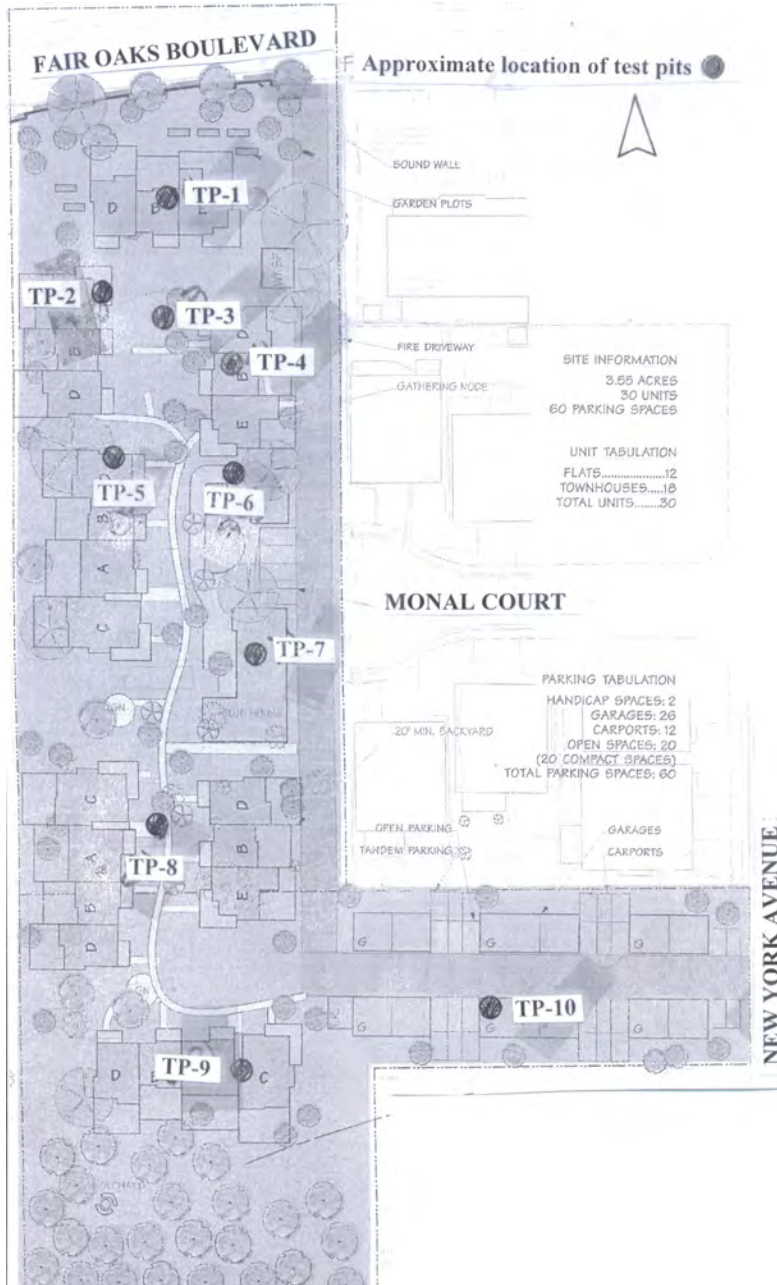 FAIR OAKS BOULEVARD
Approximate location of test pits
SOUND WALL
D
B
E
TP-1
GARDEN PLOTS
TP-2
TP-3
D
FIRE DRIVEWAY
B
TP-4
B
D
GATHERING NODE
E
SITE INFORMATION
3.55 ACRES
30 UNITS
60 PARKING SPACES
UNIT TABULATION
FLATS..............12
TOWNHOUSES.....18
TOTAL UNITS........30
TP-5
TP-6
B
A
C
MONAL COURT
TP-7
PARKING TABULATION
HANDICAP SPACES: 2
GARAGES: 26
CARPORTS: 12
OPEN SPACES: 20
(20 COMPACT SPACES)
TOTAL PARKING SPACES: 60
GN
20' MIN. BACKYARD
C
D
OPEN PARKING
GARAGES
A
B
TANDEM PARKING
CARPORTS
TP-8
B
E
D
G
G
G
GN
NEW YORK AVENUE
TP-10
G
G
G
D
TP-9
C
ORCHARD